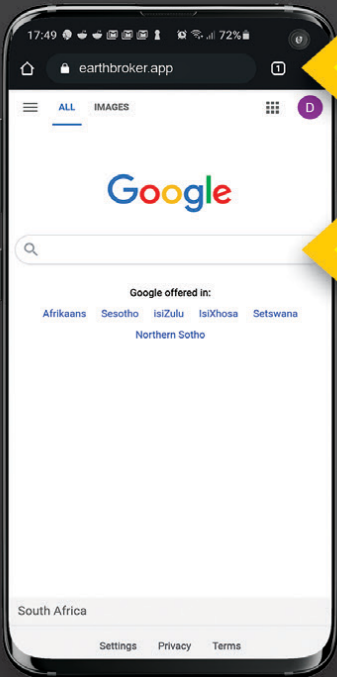 17:49 72%
earthbroker.app 1
ALL IMAGES D
Google
Google offered in:
Afrikaans Sesotho isiZulu IsiXhosa Setswana
Northern Sotho
South Africa
Settings Privacy Terms